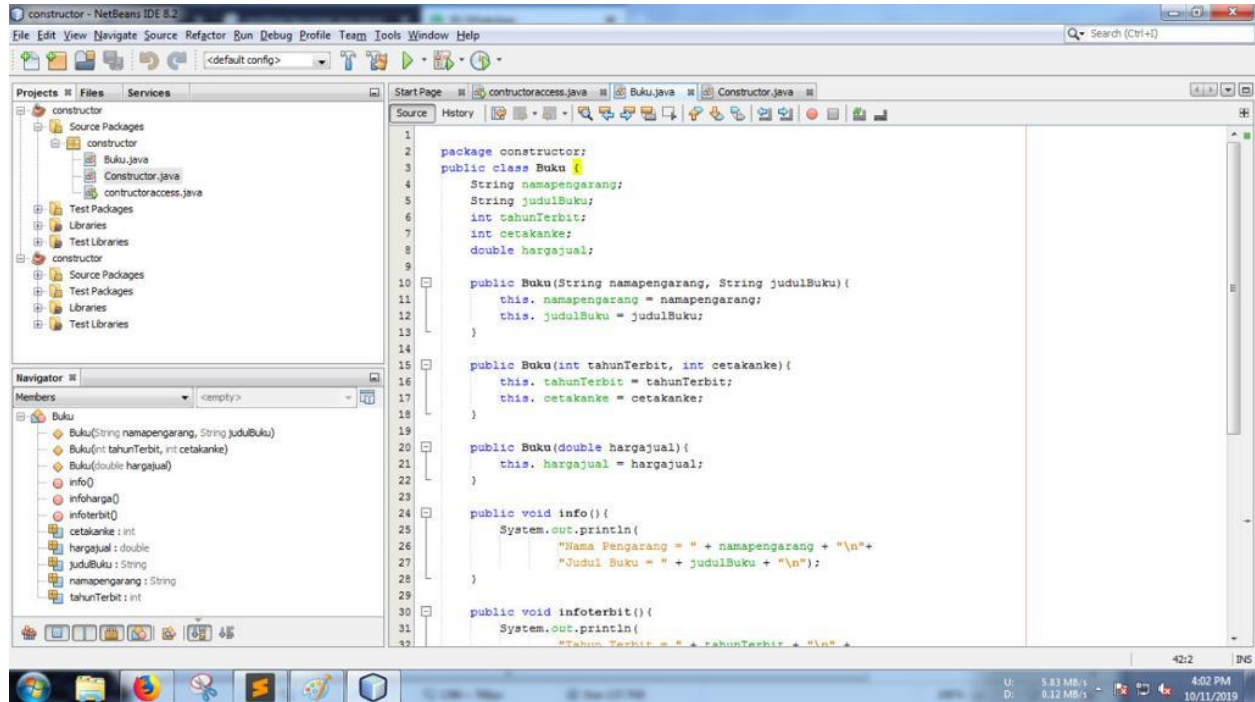 constructor - NetBeans IDE 8.2
File Edit View Navigate Source Refactor Run Debug Profile Team Tools Window Help
Search (Ctrl+I)
<default config>
Projects Files Services
constructor
Source Packages
constructor
Buku.java
Constructor.java
contructoraccess.java
Test Packages
Libraries
Test Libraries
constructor
Source Packages
Test Packages
Libraries
Test Libraries
Navigator
Members <empty>
Buku
Buku(String namapengarang, String judulBuku)
Buku(int tahunTerbit, int cetakanke)
Buku(double hargajual)
info()
infoharga()
infoterbit()
cetakanke : int
hargajual : double
judulBuku : String
namapengarang : String
tahunTerbit : int
Start Page contructoraccess.java Buku.java Constructor.java
Source History
1
2 package constructor;
3 public class Buku {
4 String namapengarang;
5 String judulBuku;
6 int tahunTerbit;
7 int cetakanke;
8 double hargajual;
9
10 public Buku(String namapengarang, String judulBuku){
11 this. namapengarang = namapengarang;
12 this. judulBuku = judulBuku;
13 }
14
15 public Buku(int tahunTerbit, int cetakanke){
16 this. tahunTerbit = tahunTerbit;
17 this. cetakanke = cetakanke;
18 }
19
20 public Buku(double hargajual){
21 this. hargajual = hargajual;
22 }
23
24 public void info(){
25 System.out.println(
26 "Nama Pengarang = " + namapengarang + "\n"+
27 "Judul Buku = " + judulBuku + "\n");
28 }
29
30 public void infoterbit(){
31 System.out.println(
32 "Tahun Terbit = " + tahunTerbit + "\n" +
42:2 INS
U: 5.83 MB/s
D: 0.12 MB/s
4:02 PM
10/11/2019